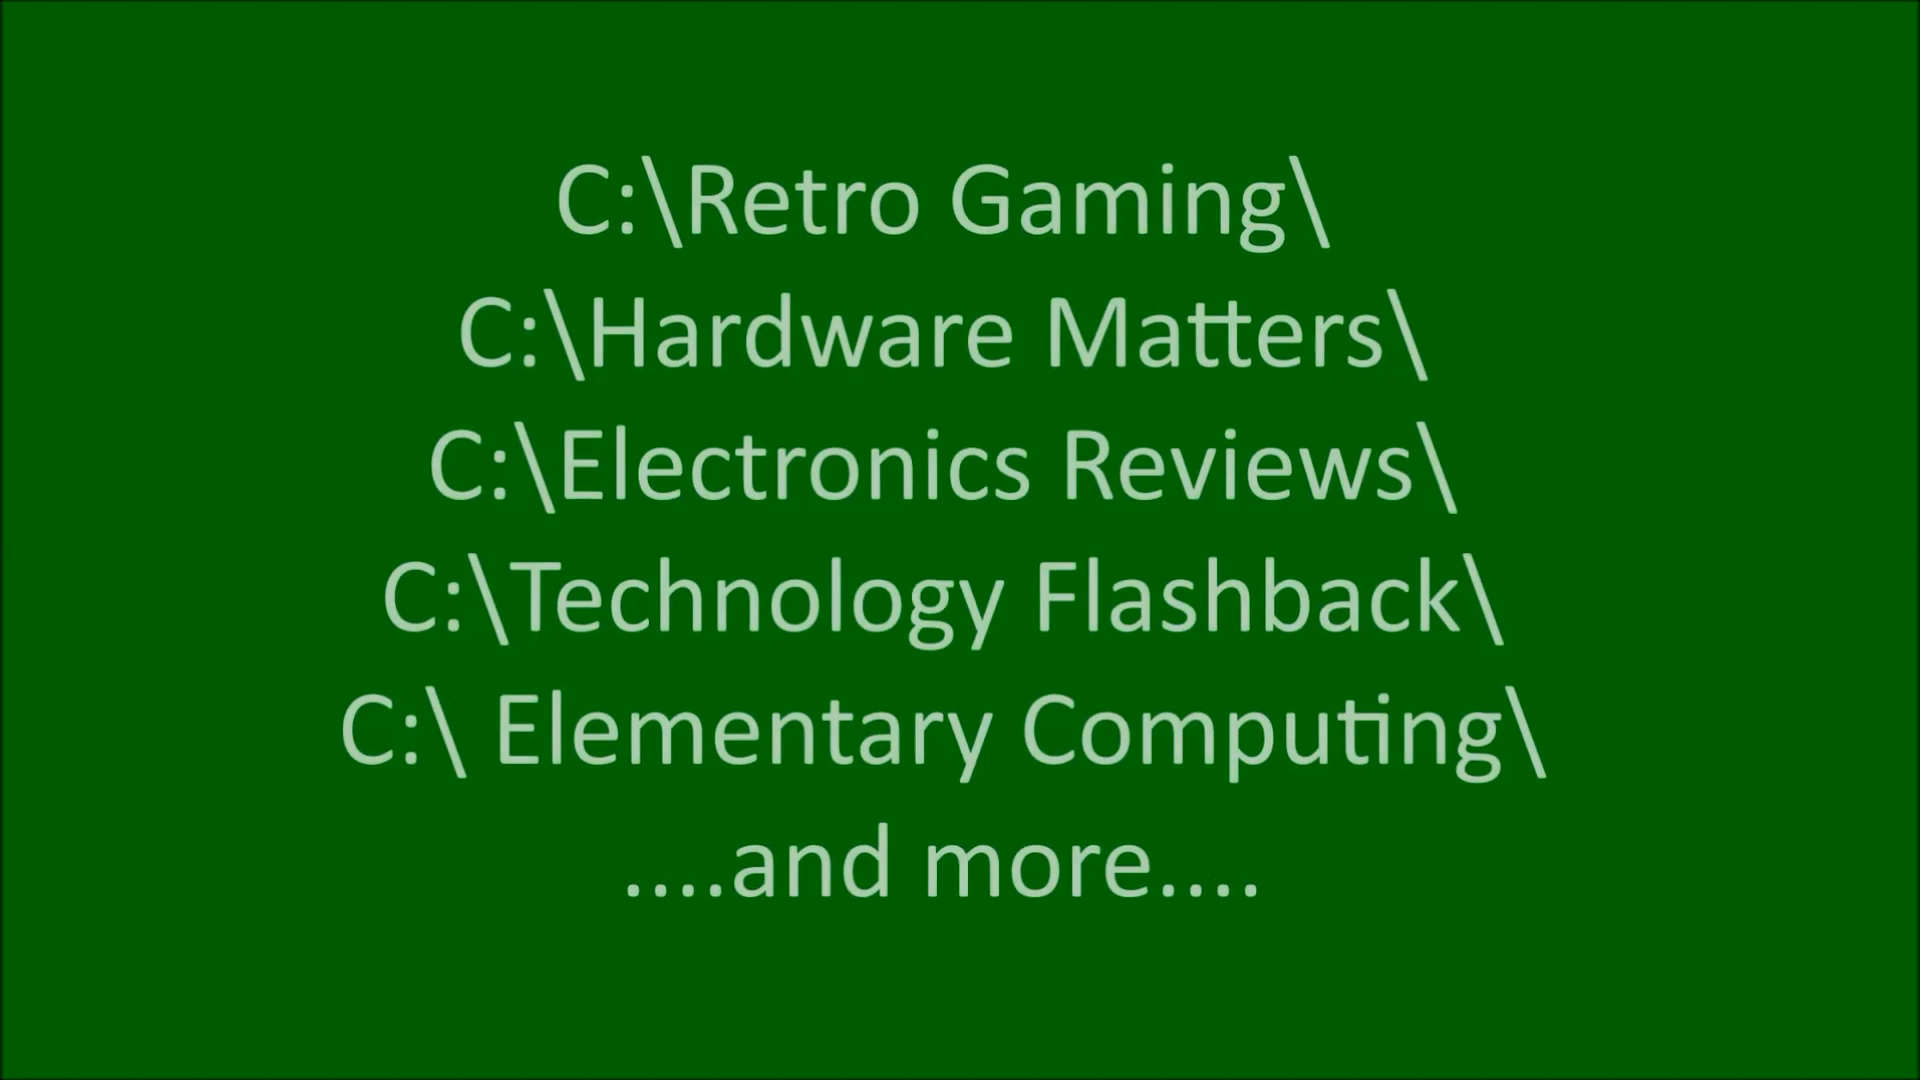 C:\Retro Gaming\
C:\Hardware Matters\
C:\Electronics Reviews\
C:\Technology Flashback\
C:\ Elementary Computing\
....and more....